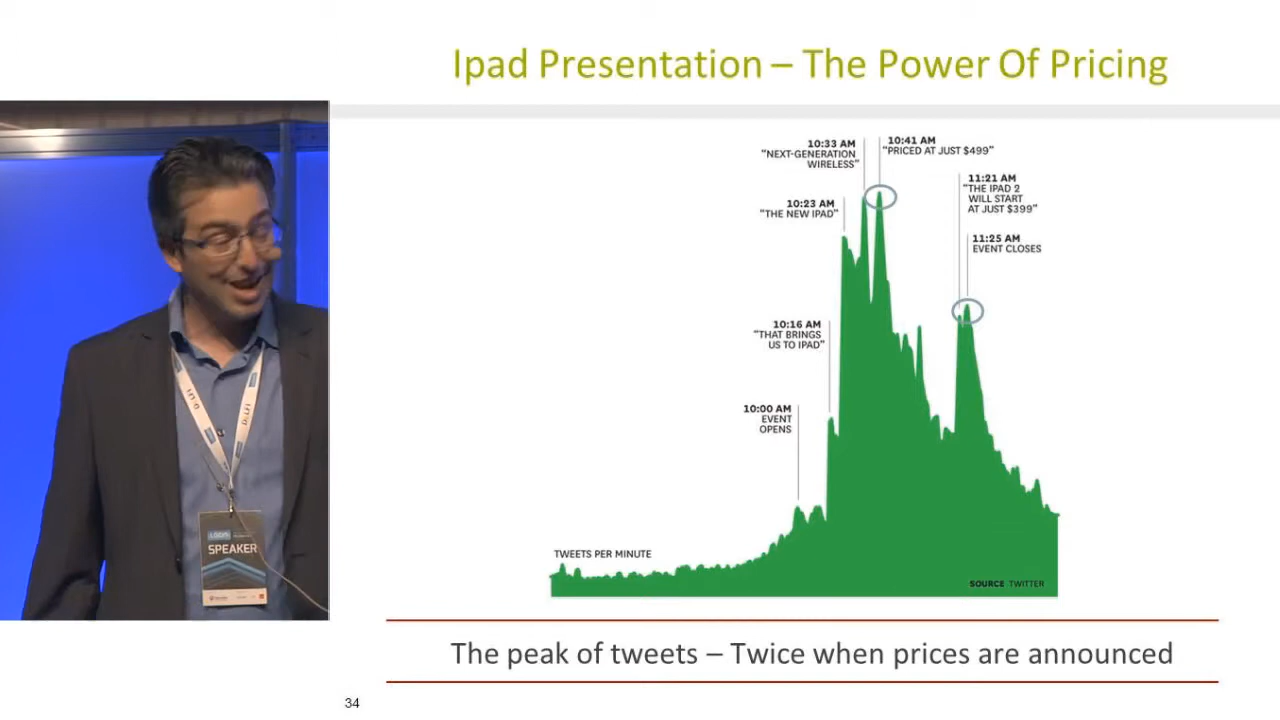 Ipad Presentation – The Power Of Pricing
10:33 AM
"NEXT-GENERATION
WIRELESS"
10:41 AM
"PRICED AT JUST $499"
10:23 AM
"THE NEW IPAD"
11:21 AM
"THE IPAD 2
WILL START
AT JUST $399"
11:25 AM
EVENT CLOSES
10:16 AM
"THAT BRINGS
US TO IPAD"
10:00 AM
EVENT
OPENS
TWEETS PER MINUTE
SOURCE TWITTER
LOGIN
SPEAKER
The peak of tweets – Twice when prices are announced
34